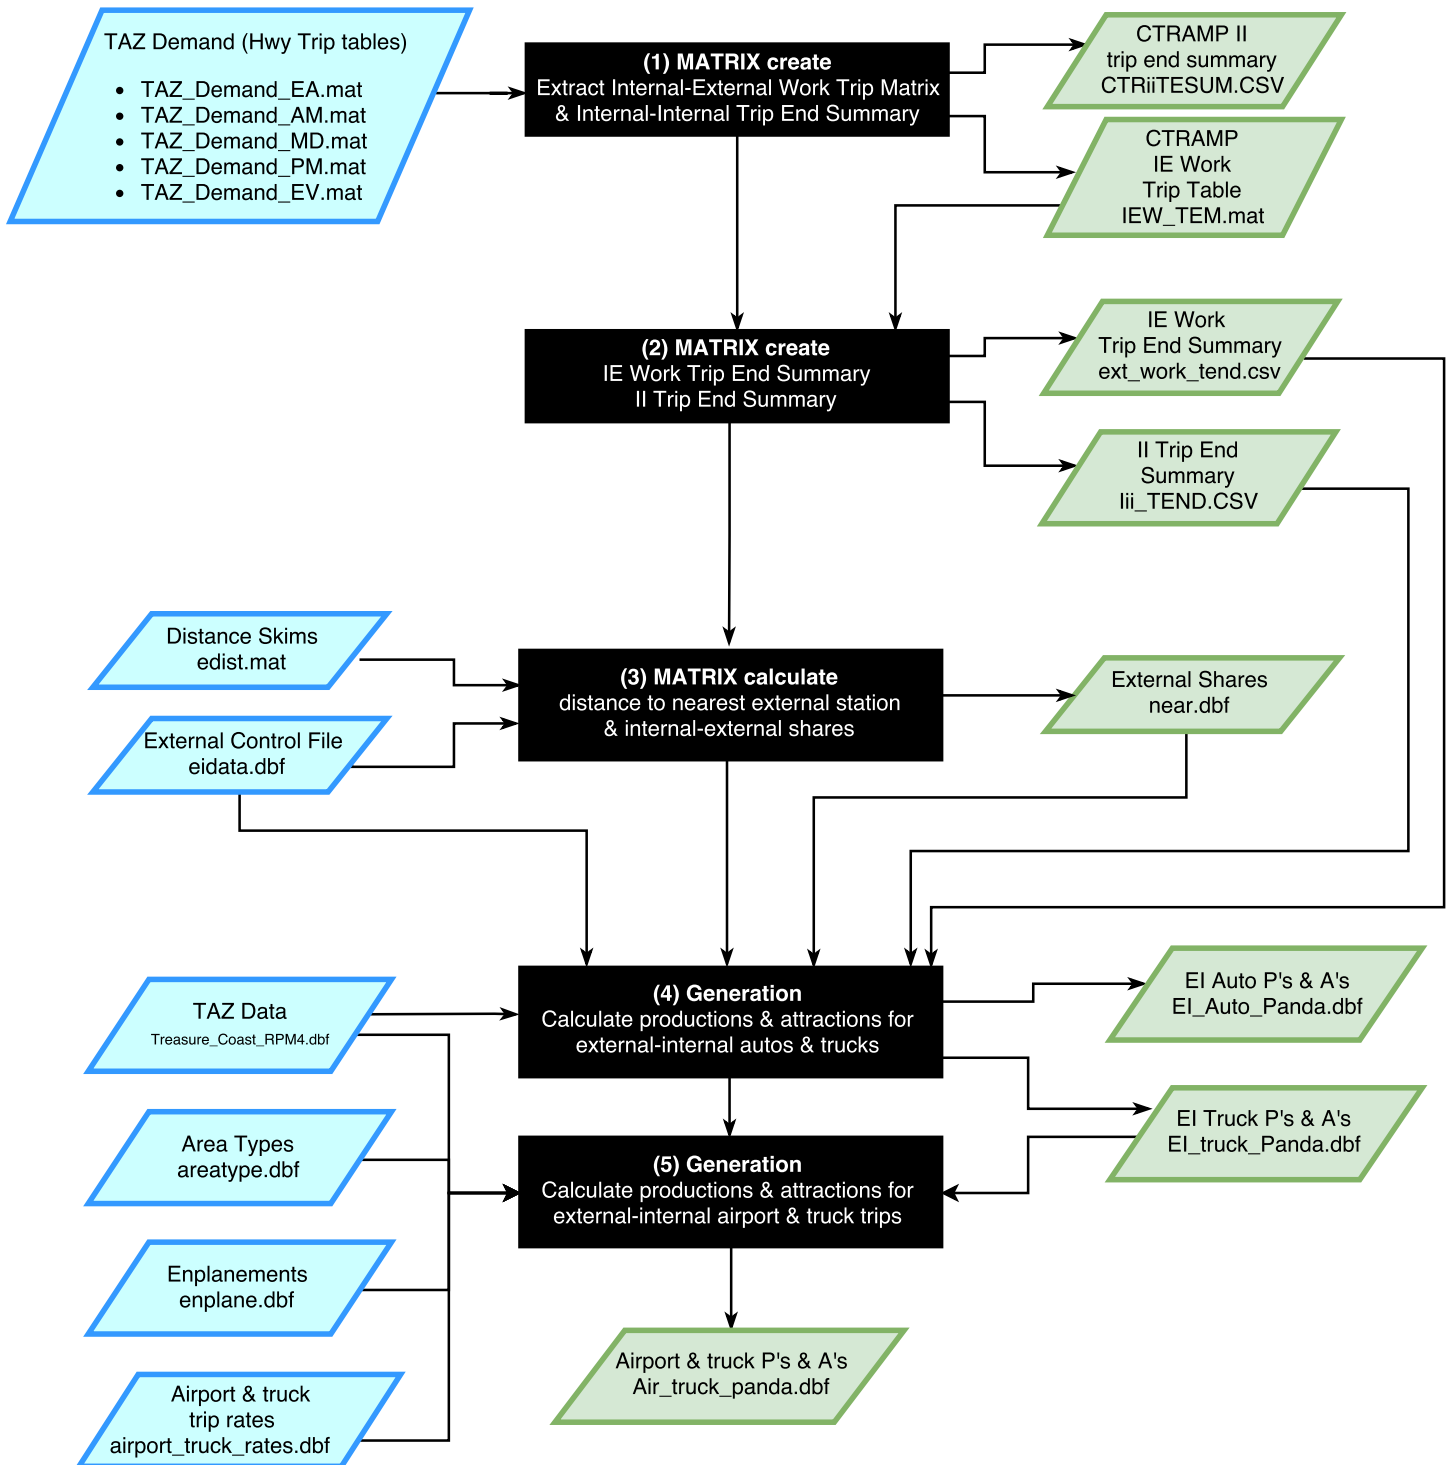 TAZ Demand (Hwy Trip tables)
• TAZ_Demand_EA.mat
• TAZ_Demand_AM.mat
• TAZ_Demand_MD.mat
• TAZ_Demand_PM.mat
• TAZ_Demand_EV.mat
(1) MATRIX create
Extract Internal-External Work Trip Matrix
& Internal-Internal Trip End Summary
CTRAMP II
trip end summary
CTRiiTESUM.CSV
CTRAMP
IE Work
Trip Table
IEW_TEM.mat
(2) MATRIX create
IE Work Trip End Summary
II Trip End Summary
IE Work
Trip End Summary
ext_work_tend.csv
II Trip End
Summary
Iii_TEND.CSV
Distance Skims
edist.mat
External Control File
eidata.dbf
(3) MATRIX calculate
distance to nearest external station
& internal-external shares
External Shares
near.dbf
TAZ Data
Treasure_Coast_RPM4.dbf
(4) Generation
Calculate productions & attractions for
external-internal autos & trucks
EI Auto P's & A's
EI_Auto_Panda.dbf
EI Truck P's & A's
EI_truck_Panda.dbf
Area Types
areatype.dbf
(5) Generation
Calculate productions & attractions for
external-internal airport & truck trips
Enplanements
enplane.dbf
Airport & truck
trip rates
airport_truck_rates.dbf
Airport & truck P's & A's
Air_truck_panda.dbf